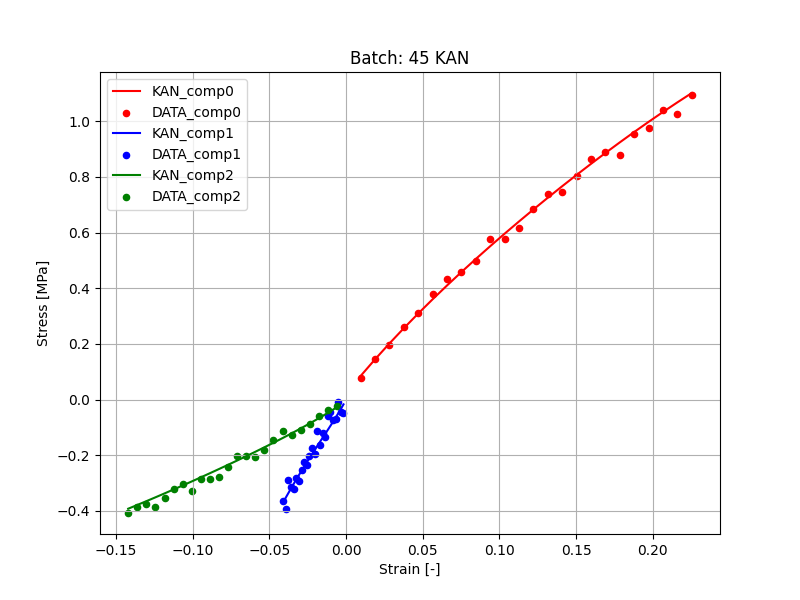 Batch: 45 KAN
KAN_comp0
DATA_comp0
KAN_comp1
DATA_comp1
KAN_comp2
DATA_comp2
Stress [MPa]
1.0
0.8
0.6
0.4
0.2
0.0
−0.2
−0.4
−0.15
−0.10
−0.05
0.00
0.05
0.10
0.15
0.20
Strain [-]